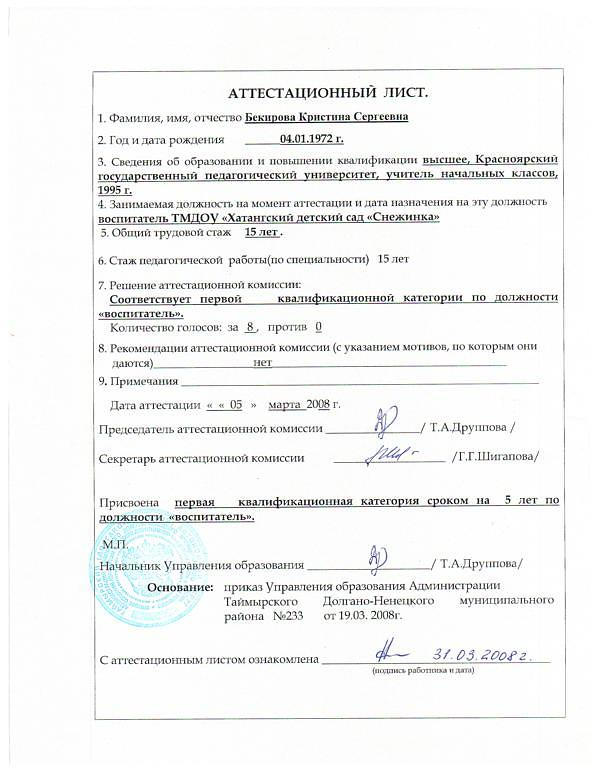 АТТЕСТАЦИОННЫЙ ЛИСТ.
1. Фамилия, имя, отчество Бекирова Кристина Сергеевна
2. Год и дата рождения 04.01.1972 г.
3. Сведения об образовании и повышении квалификации высшее, Красноярский
государственный педагогический университет, учитель начальных классов,
1995 г.
4. Занимаемая должность на момент аттестации и дата назначения на эту должность
воспитатель ТМДОУ «Хатангский детский сад «Снежинка»
5. Общий трудовой стаж 15 лет .
6. Стаж педагогической работы(по специальности) 15 лет
7. Решение аттестационной комиссии:
Соответствует первой квалификационной категории по должности
«воспитатель».
Количество голосов: за 8 , против 0
8. Рекомендации аттестационной комиссии (с указанием мотивов, по которым они
даются)__________нет__________
9. Примечания __________
Дата аттестации « « 05 » марта 2008 г.
Председатель аттестационной комиссии __________/ Т.А.Друппова /
Секретарь аттестационной комиссии __________ /Г.Г.Шигапова/
Присвоена первая квалификационная категория сроком на 5 лет по
должности «воспитатель».
М.П.
Начальник Управления образования __________/ Т.А.Друппова/
Основание: приказ Управления образования Администрации
Таймырского Долгано-Ненецкого муниципального
района №233 от 19.03. 2008г.
С аттестационным листом ознакомлена __________ 31.03.2008г.
(подпись работника и дата)